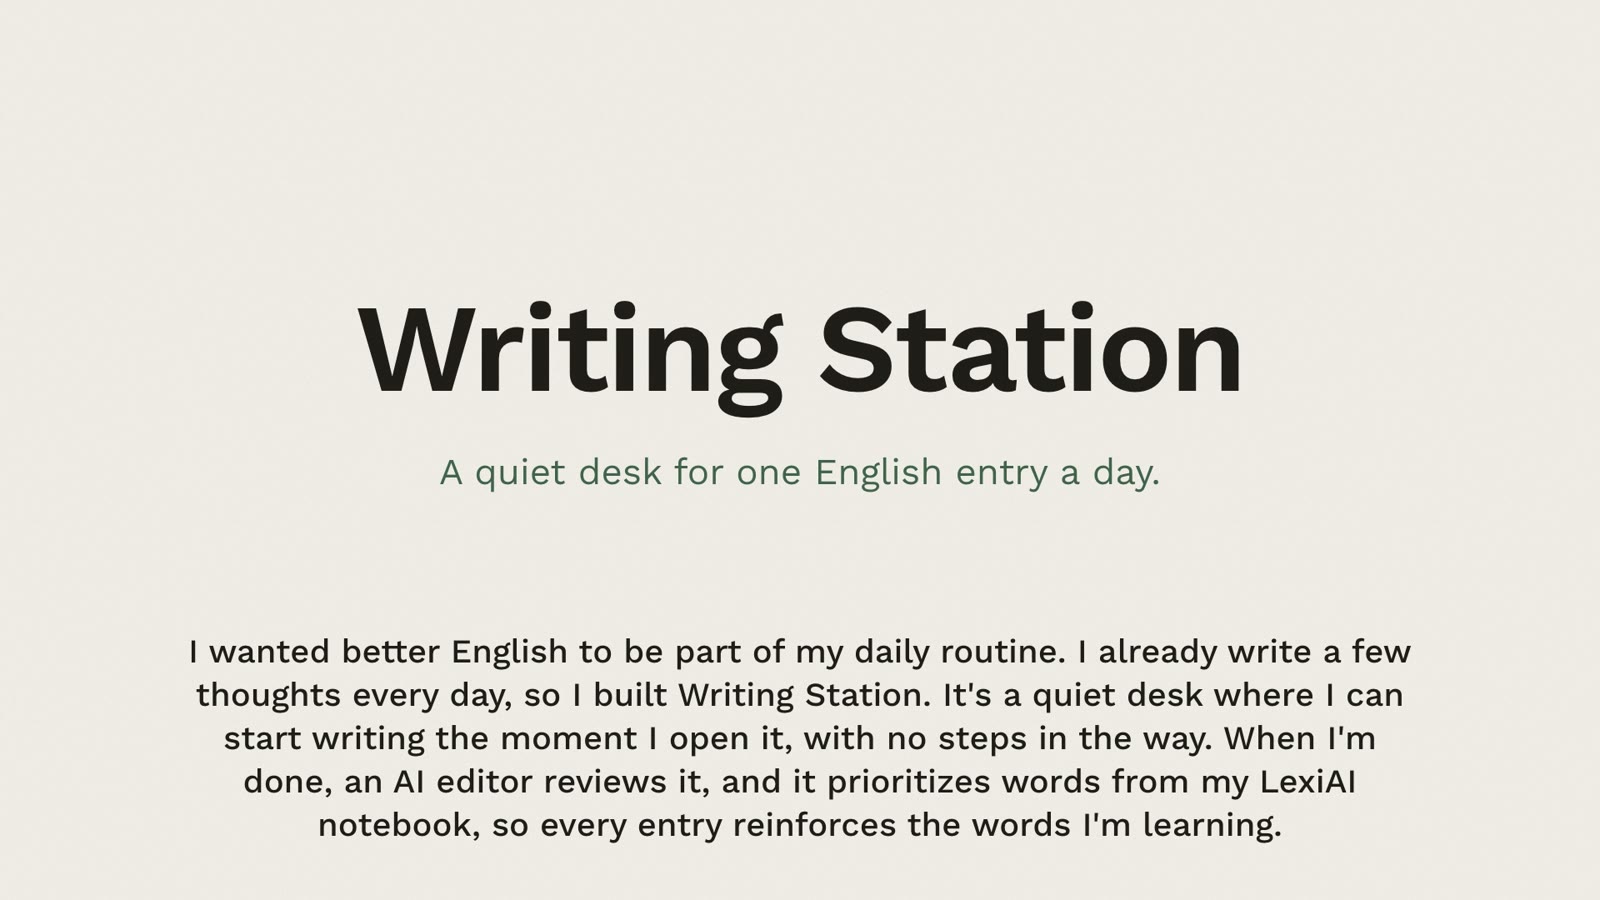 Writing Station
A quiet desk for one English entry a day.
I wanted better English to be part of my daily routine. I already write a few
thoughts every day, so I built Writing Station. It's a quiet desk where I can
start writing the moment I open it, with no steps in the way. When I'm
done, an AI editor reviews it, and it prioritizes words from my LexiAI
notebook, so every entry reinforces the words I'm learning.